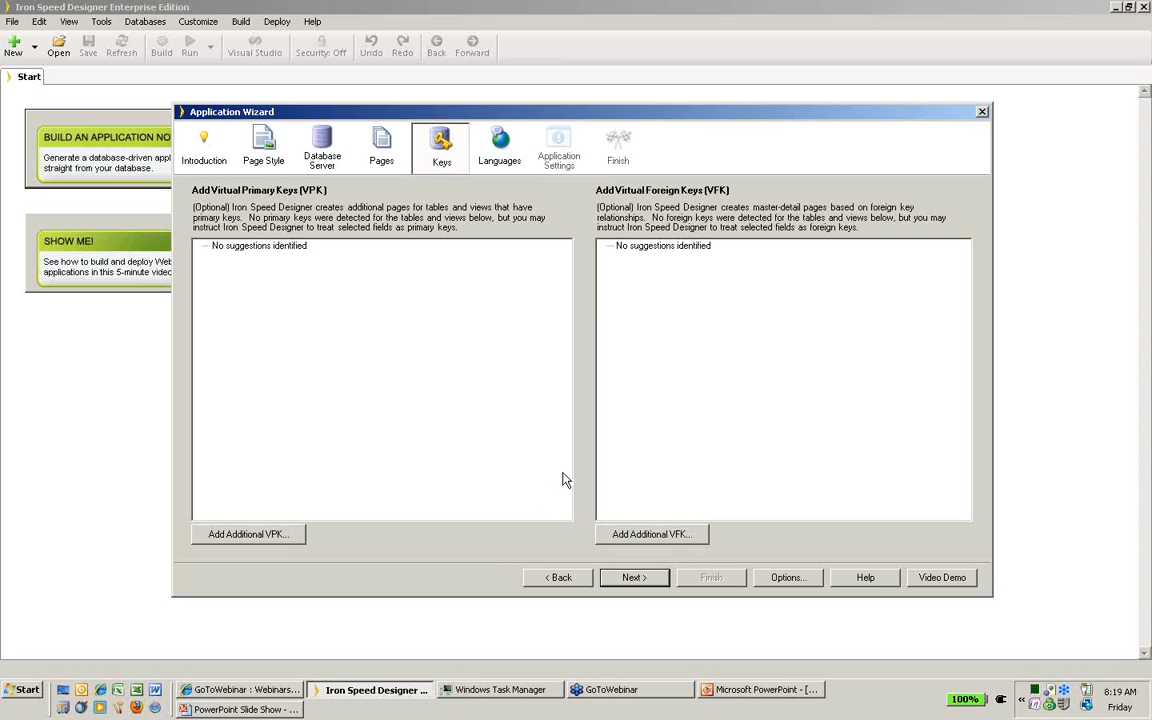 Iron Speed Designer Enterprise Edition
File Edit View Tools Databases Customize Build Deploy Help
New Open Save Refresh Build Run Visual Studio Security: Off Undo Redo Back Forward
Start
Application Wizard
BUILD AN APPLICATION NO
Generate a database-driven appl
straight from your database.
SHOW ME!
See how to build and deploy Web
applications in this 5-minute video
Introduction
Page Style
Database
Server
Pages
Keys
Languages
Application
Settings
Finish
Add Virtual Primary Keys (VPK)
(Optional) Iron Speed Designer creates additional pages for tables and views that have
primary keys. No primary keys were detected for the tables and views below, but you may
instruct Iron Speed Designer to treat selected fields as primary keys.
No suggestions identified
Add Additional VPK...
Add Virtual Foreign Keys (VFK)
(Optional) Iron Speed Designer creates master-detail pages based on foreign key
relationships. No foreign keys were detected for the tables and views below, but you may
instruct Iron Speed Designer to treat selected fields as foreign keys.
No suggestions identified
Add Additional VFK...
< Back Next > Finish Options... Help Video Demo
Start GoToWebinar : Webinars... Iron Speed Designer ... Windows Task Manager GoToWebinar Microsoft PowerPoint - [... 100% 8:19 AM
PowerPoint Slide Show - ... Friday